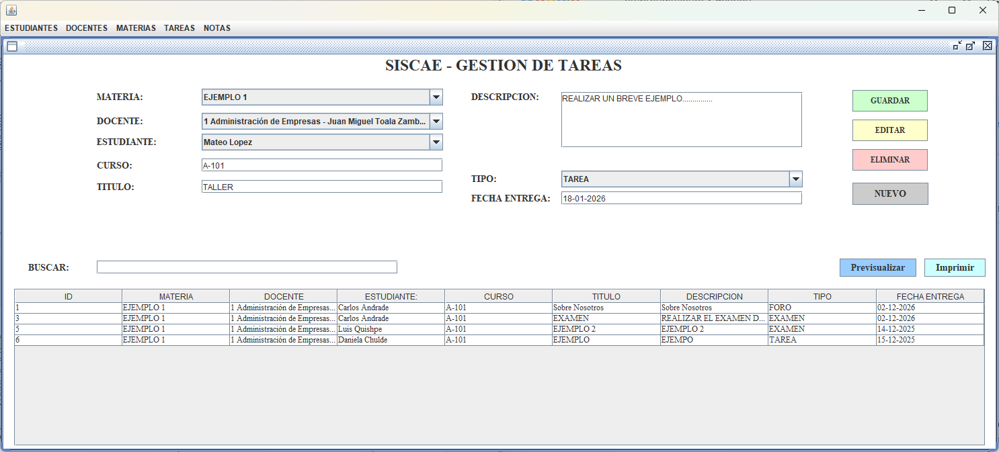 ESTUDIANTES DOCENTES MATERIAS TAREAS NOTAS
SISCAE - GESTION DE TAREAS
MATERIA: EJEMPLO 1
DOCENTE: 1 Administración de Empresas - Juan Miguel Toala Zamb...
ESTUDIANTE: Mateo Lopez
CURSO: A-101
TITULO: TALLER
DESCRIPCION: REALIZAR UN BREVE EJEMPLO...............
TIPO: TAREA
FECHA ENTREGA: 18-01-2026
GUARDAR
EDITAR
ELIMINAR
NUEVO
BUSCAR:
Previsualizar Imprimir
ID MATERIA DOCENTE ESTUDIANTE: CURSO TITULO DESCRIPCION TIPO FECHA ENTREGA
1 EJEMPLO 1 1 Administración de Empresas... Carlos Andrade A-101 Sobre Nosotros Sobre Nosotros FORO 02-12-2026
3 EJEMPLO 1 1 Administración de Empresas... Carlos Andrade A-101 EXAMEN REALIZAR EL EXAMEN D... EXAMEN 02-12-2026
5 EJEMPLO 1 1 Administración de Empresas... Luis Quishpe A-101 EJEMPLO 2 EJEMPLO 2 EXAMEN 14-12-2025
6 EJEMPLO 1 1 Administración de Empresas... Daniela Chulde A-101 EJEMPLO EJEMPO TAREA 15-12-2025